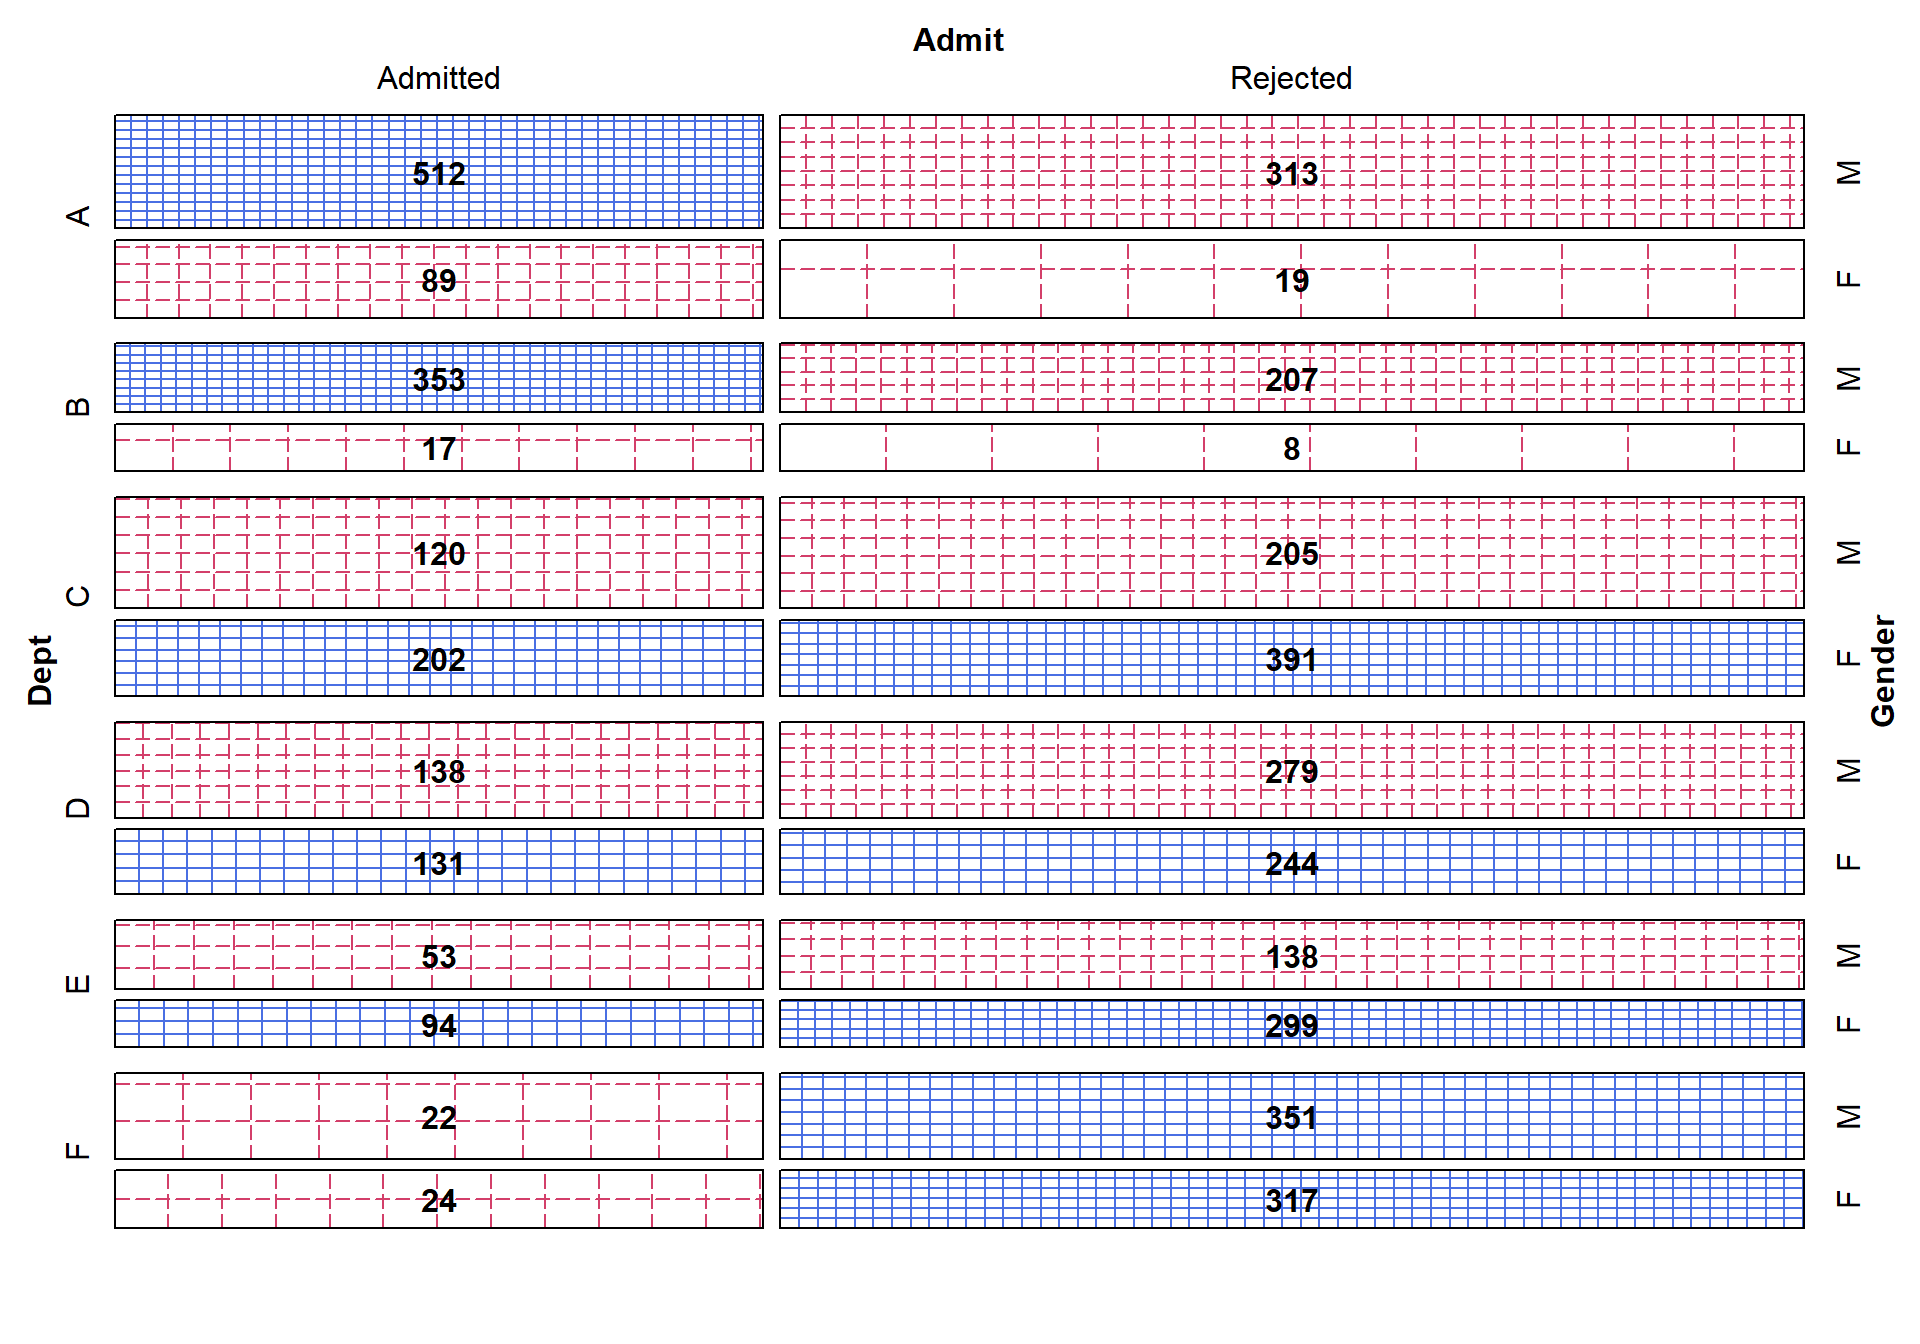 Admit
Admitted Rejected
A
512 313 M
89 19 F
B
353 207 M
17 8 F
C
120 205 M
202 391 F
Dept
Gender
D
138 279 M
131 244 F
E
53 138 M
94 299 F
F
22 351 M
24 317 F